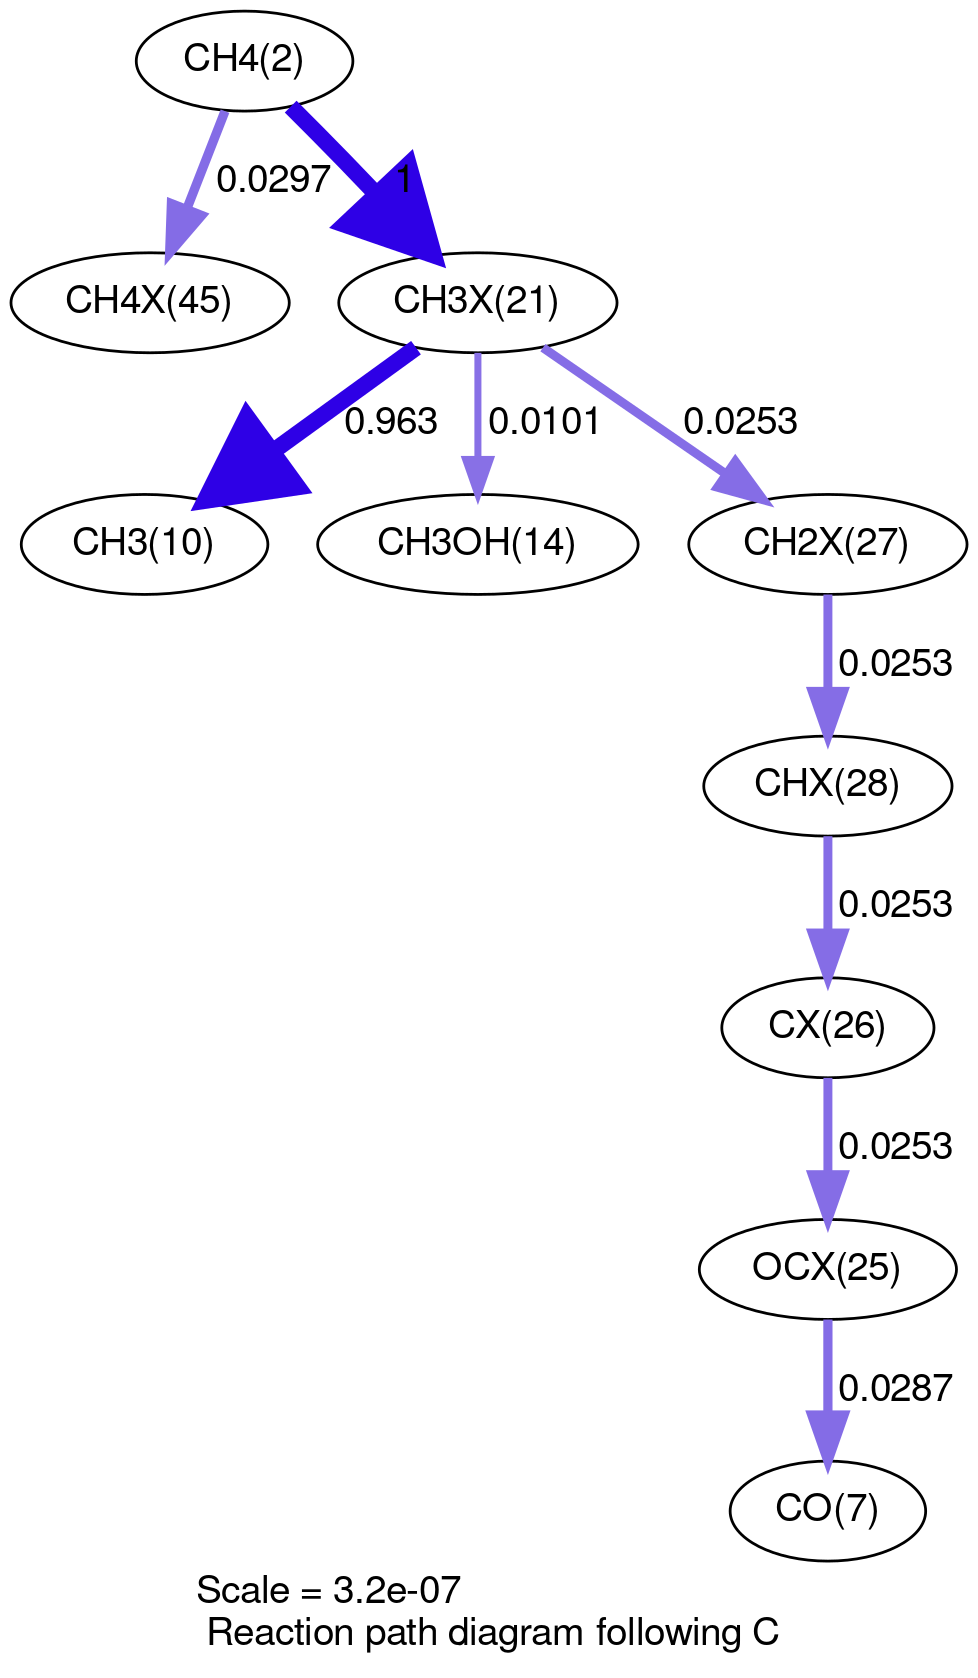 CH4(2)
0.0297
1
CH4X(45)
CH3X(21)
0.963
0.0101
0.0253
CH3(10)
CH3OH(14)
CH2X(27)
0.0253
CHX(28)
0.0253
CX(26)
0.0253
OCX(25)
0.0287
CO(7)
Scale = 3.2e-07
Reaction path diagram following C